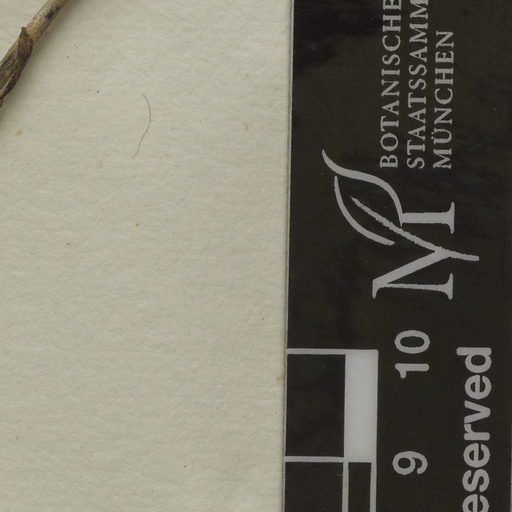 BOTANISCHE
STAATSSAMM
MÜNCHEN
M
10
9
eserved